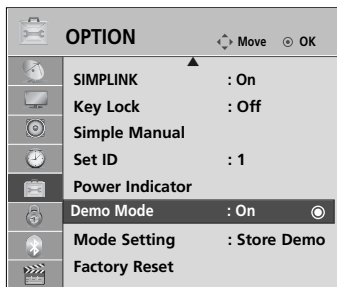 OPTION Move OK
SIMPLINK : On
Key Lock : Off
Simple Manual
Set ID : 1
Power Indicator
Demo Mode : On
Mode Setting : Store Demo
Factory Reset